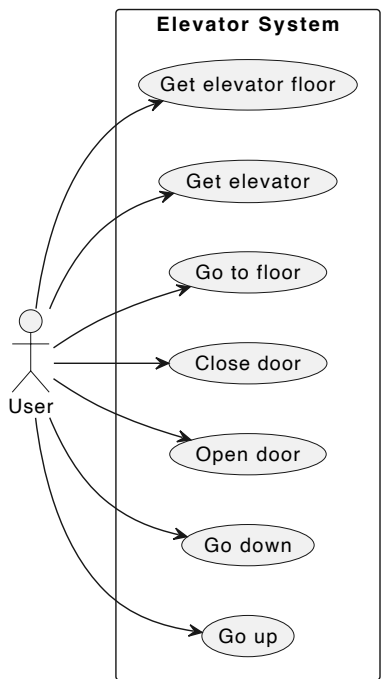 Elevator System
Get elevator floor
Get elevator
Go to floor
Close door
User
Open door
Go down
Go up